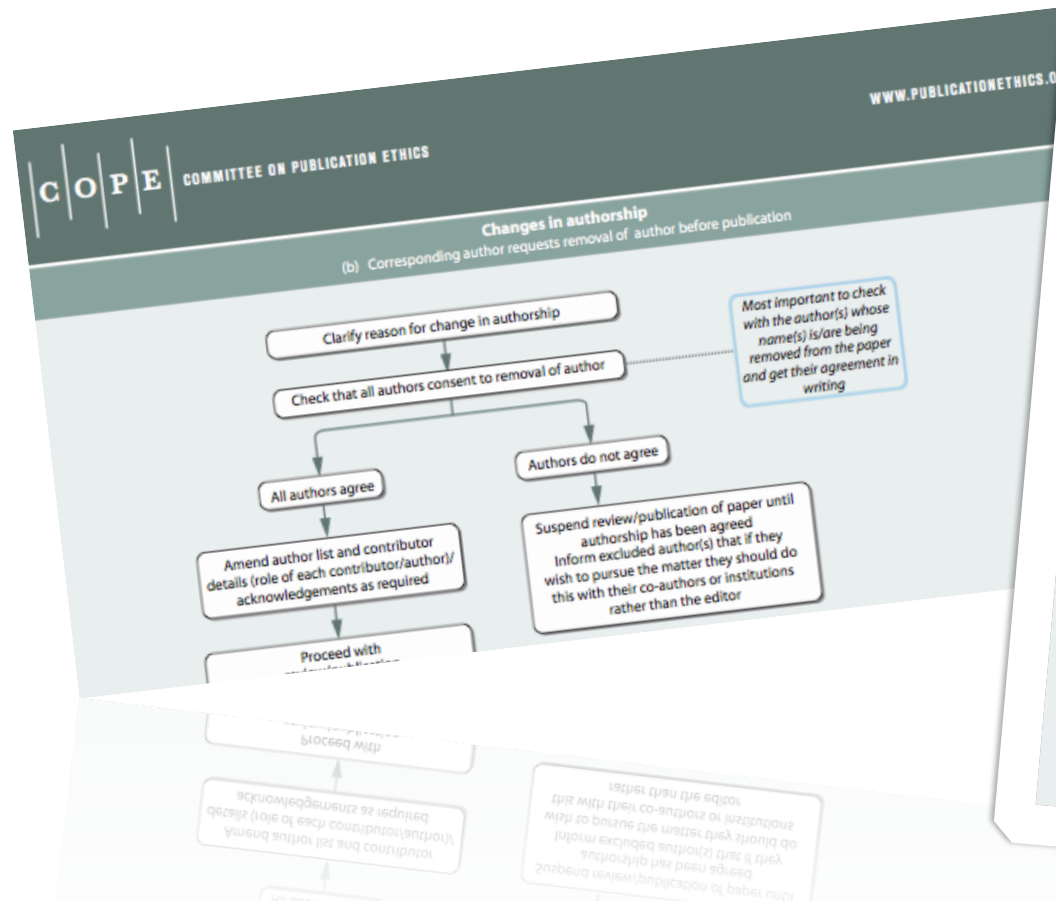 COPE
COMMITTEE ON PUBLICATION ETHICS
WWW.PUBLICATIONETHICS.O
Changes in authorship
(b) Corresponding author requests removal of author before publication
Clarify reason for change in authorship
Most important to check
with the author(s) whose
name(s) is/are being
removed from the paper
and get their agreement in
writing
Check that all authors consent to removal of author
All authors agree
Authors do not agree
Amend author list and contributor
details (role of each contributor/author)/
acknowledgements as required
Suspend review/publication of paper until
authorship has been agreed
Inform excluded author(s) that if they
wish to pursue the matter they should do
this with their co-authors or institutions
rather than the editor
Proceed with